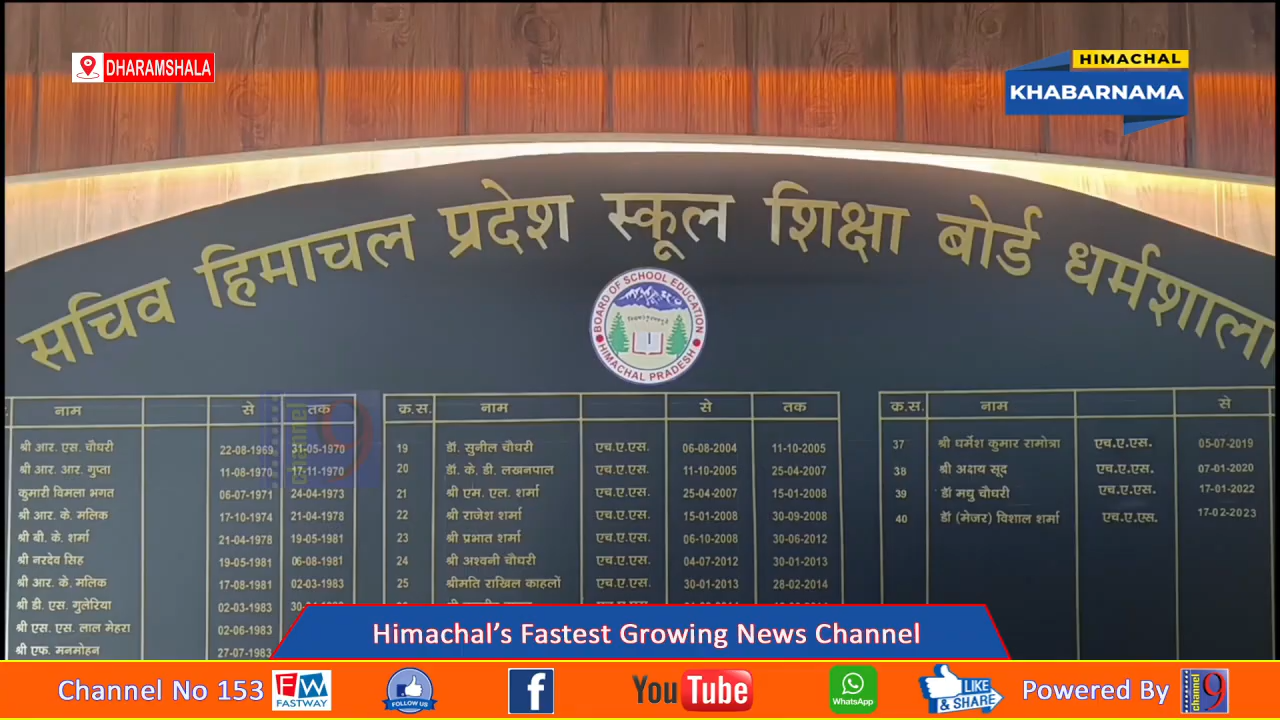 DHARAMSHALA
HIMACHAL
KHABARNAMA
सचिव हिमाचल प्रदेश स्कूल शिक्षा बोर्ड धर्मशाला
BOARD OF SCHOOL EDUCATION
HIMACHAL PRADESH
नाम से तक
श्री आर. एस. चौधरी 22-08-1969 31-05-1970
श्री आर. आर. गुप्ता 11-08-1970 17-11-1970
कुमारी विमला भगत 06-07-1971 24-04-1973
श्री आर. के. मलिक 17-10-1974 21-04-1978
श्री बी. के. शर्मा 21-04-1978 19-05-1981
श्री नरदेव सिंह 19-05-1981 06-08-1981
श्री आर. के. मलिक 17-08-1981 02-03-1983
श्री डी. एस. गुलेरिया 02-03-1983
श्री एस. एस. लाल मेहरा 02-06-1983
श्री एफ. मनमोहन 27-07-1983
क्र.स. नाम से तक
19 डॉ. सुनील चौधरी एच.ए.एस. 06-08-2004 11-10-2005
20 डॉ. के. डी. लखनपाल एच.ए.एस. 11-10-2005 25-04-2007
21 श्री एम. एल. शर्मा एच.ए.एस. 25-04-2007 15-01-2008
22 श्री राजेश शर्मा एच.ए.एस. 15-01-2008 30-09-2008
23 श्री प्रभात शर्मा एच.ए.एस. 06-10-2008 30-06-2012
24 श्री अश्वनी चौधरी एच.ए.एस. 04-07-2012 30-01-2013
25 श्रीमति राखिल काहलों एच.ए.एस. 30-01-2013 28-02-2014
क्र.स. नाम से
37 श्री धर्मेश कुमार रामोत्रा एच.ए.एस. 05-07-2019
38 श्री अक्षय सूद एच.ए.एस. 07-01-2020
39 डॉ मधु चौधरी एच.ए.एस. 17-01-2022
40 डॉ (मेजर) विशाल शर्मा एच.ए.एस. 17-02-2023
channel 9
Himachal's Fastest Growing News Channel
Channel No 153 FW FASTWAY FOLLOW US f YouTube WhatsApp LIKE & SHARE Powered By channel 9